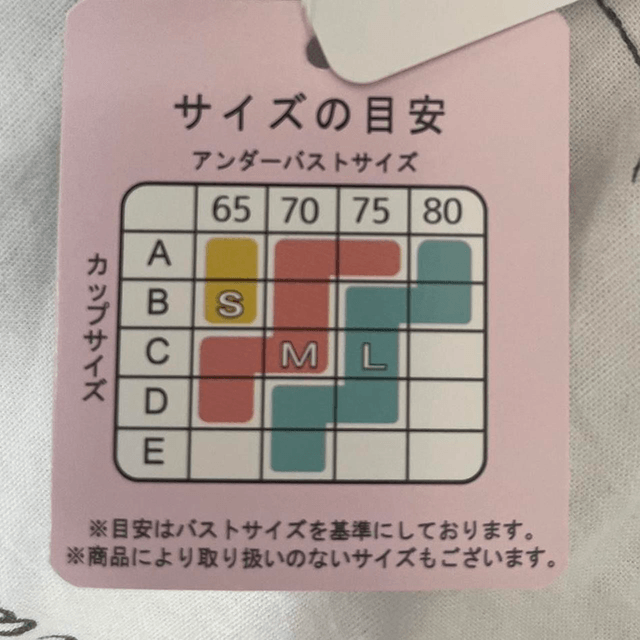 サイズの目安
アンダーバストサイズ
65 70 75 80
カップサイズ
A
B S
C M L
D
E
※目安はバストサイズを基準にしております。
※商品により取り扱いのないサイズもございます。